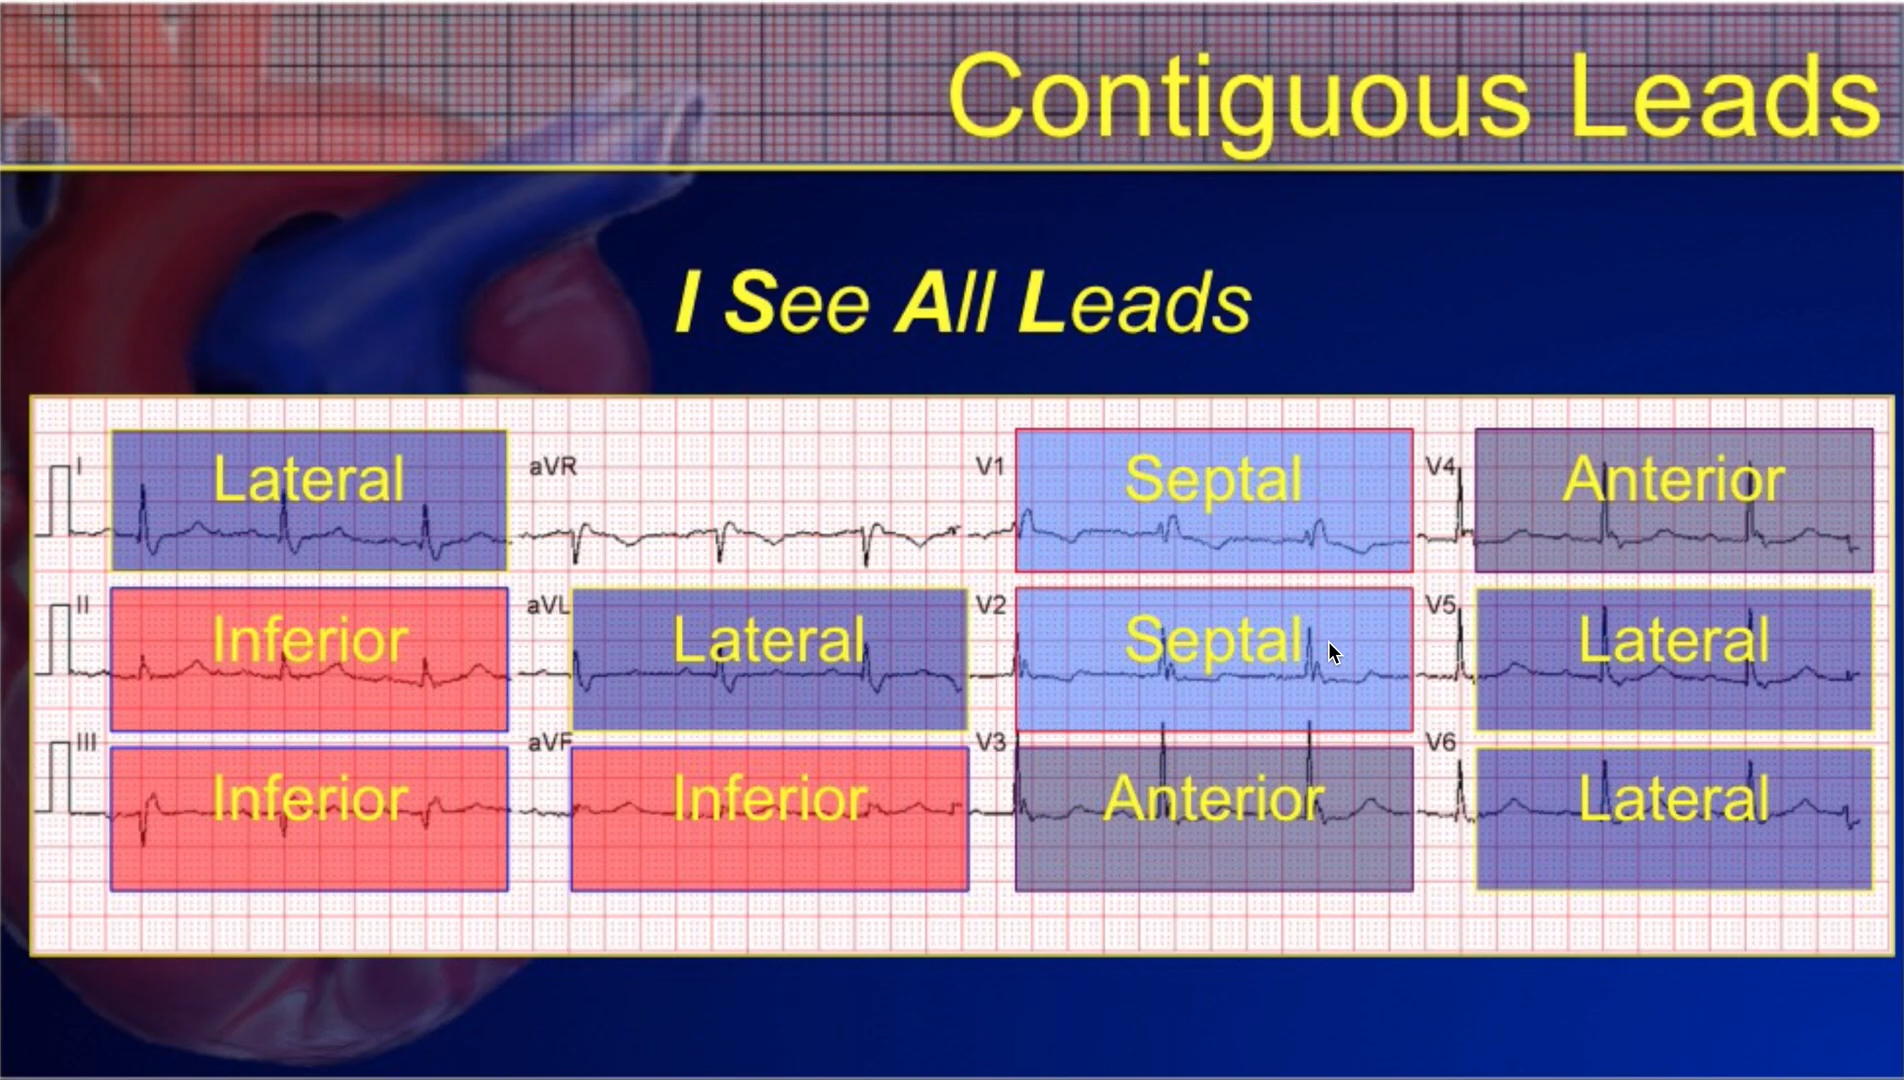 Contiguous Leads
I See All Leads
I Lateral aVR V1 Septal V4 Anterior
II Inferior aVL Lateral V2 Septal V5 Lateral
III Inferior aVF Inferior V3 Anterior V6 Lateral